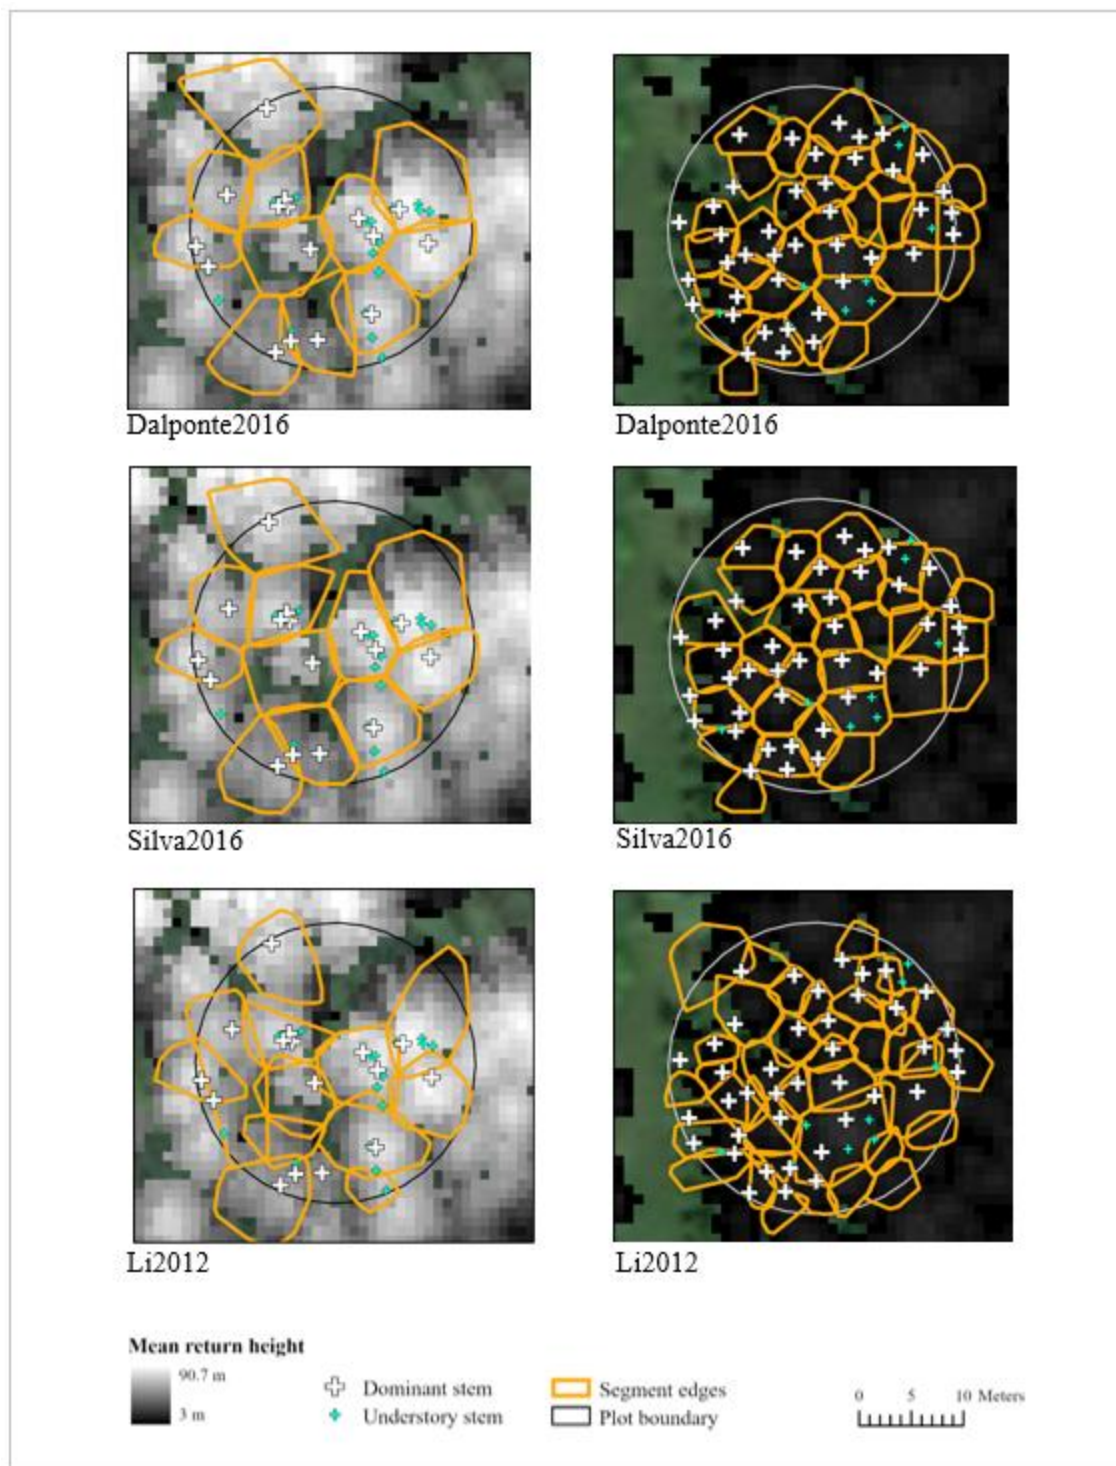 Dalponte2016
Dalponte2016
Silva2016
Silva2016
Li2012
Li2012
Mean return height
90.7 m
3 m
Dominant stem
Understory stem
Segment edges
Plot boundary
0 5 10 Meters